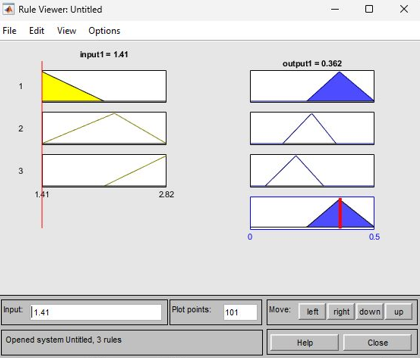 Rule Viewer: Untitled
File Edit View Options
input1 = 1.41
output1 = 0.362
1
2
3
1.41 2.82
0 0.5
Input: 1.41 Plot points: 101 Move: left right down up
Opened system Untitled, 3 rules Help Close